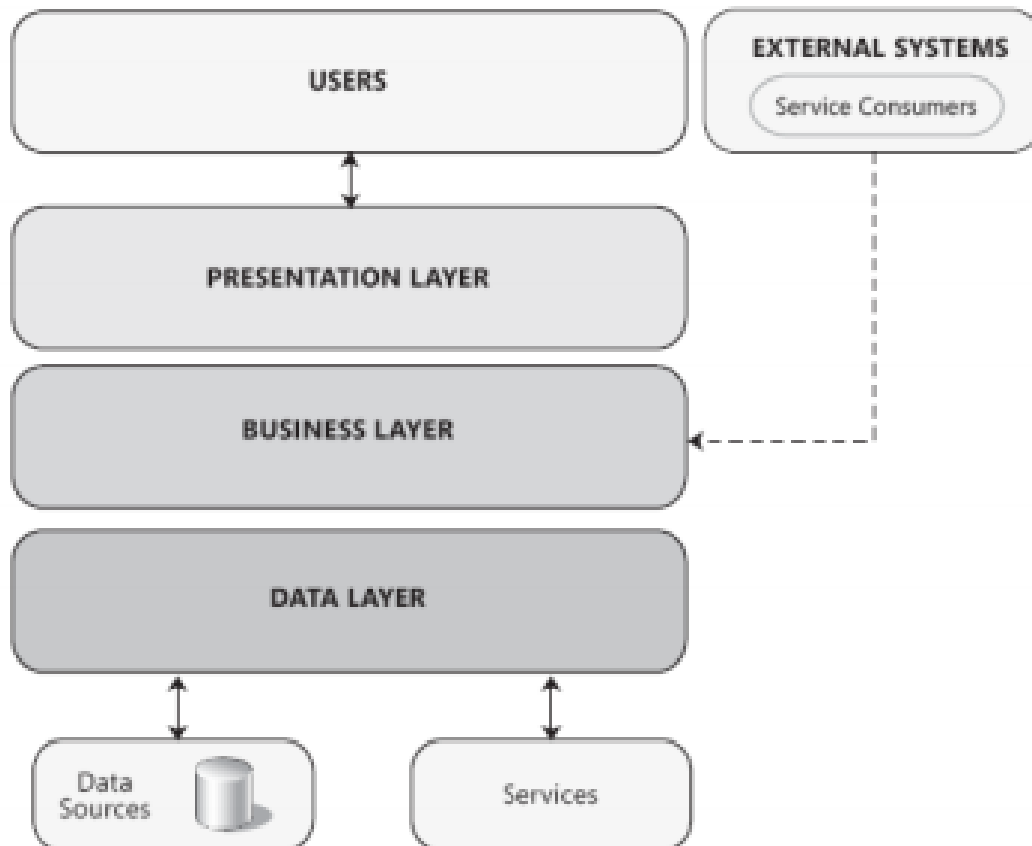 USERS
EXTERNAL SYSTEMS
Service Consumers
PRESENTATION LAYER
BUSINESS LAYER
DATA LAYER
Data
Sources
Services